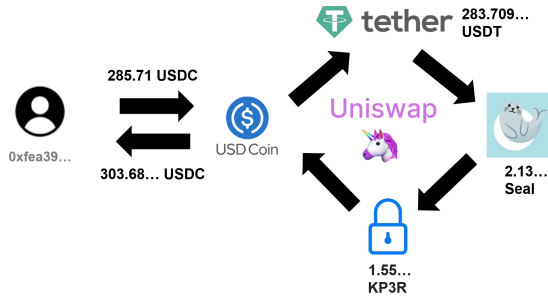 283.709...
USDT
tether
285.71 USDC
Uniswap
USD Coin
0xfea39...
303.68... USDC
2.13...
Seal
1.55...
KP3R